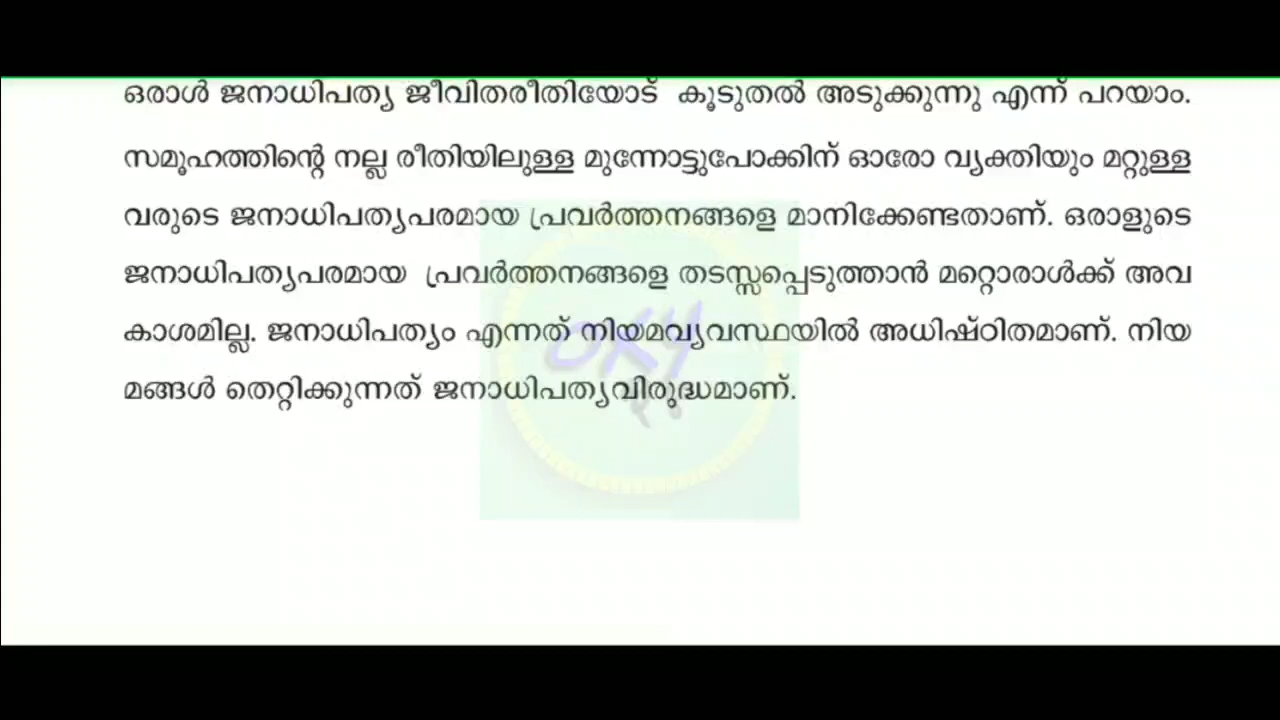 ഒരാൾ ജനാധിപത്യ ജീവിതരീതിയോട് കൂടുതൽ അടുക്കുന്നു എന്ന് പറയാം.
സമൂഹത്തിന്റെ നല്ല രീതിയിലുള്ള മുന്നോട്ടുപോക്കിന് ഓരോ വ്യക്തിയും മറ്റുള്ള
വരുടെ ജനാധിപത്യപരമായ പ്രവർത്തനങ്ങളെ മാനിക്കേണ്ടതാണ്. ഒരാളുടെ
ജനാധിപത്യപരമായ പ്രവർത്തനങ്ങളെ തടസ്സപ്പെടുത്താൻ മറ്റൊരാൾക്ക് അവ
കാശമില്ല. ജനാധിപത്യം എന്നത് നിയമവ്യവസ്ഥയിൽ അധിഷ്ഠിതമാണ്. നിയ
മങ്ങൾ തെറ്റിക്കുന്നത് ജനാധിപത്യവിരുദ്ധമാണ്.